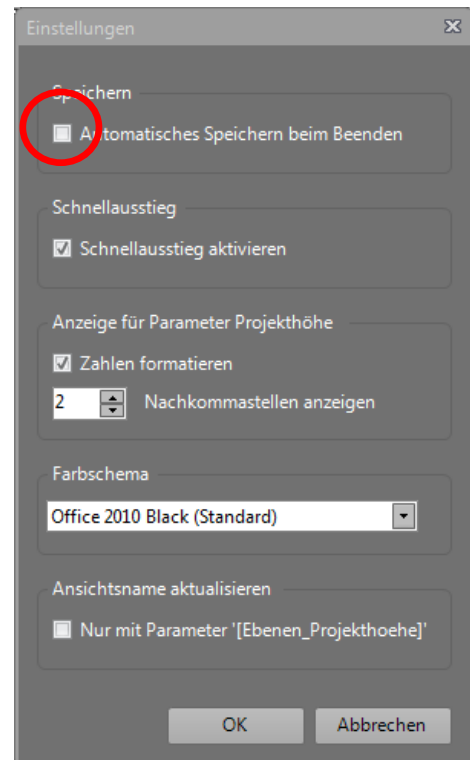 Einstellungen
Speichern
Automatisches Speichern beim Beenden
Schnellausstieg
Schnellausstieg aktivieren
Anzeige für Parameter Projekthöhe
Zahlen formatieren
2 Nachkommastellen anzeigen
Farbschema
Office 2010 Black (Standard)
Ansichtsname aktualisieren
Nur mit Parameter '[Ebenen_Projekthoehe]'
OK Abbrechen